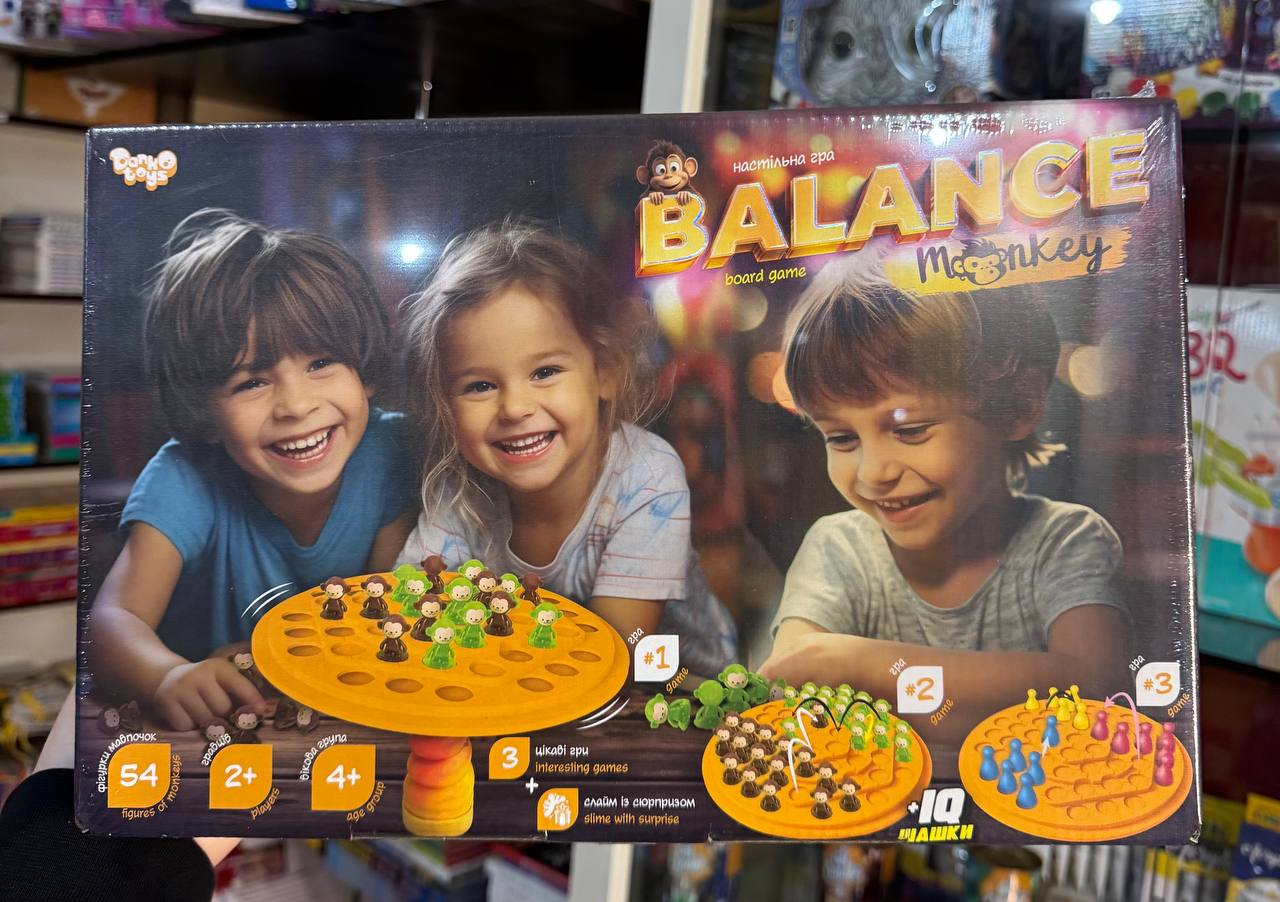 Danko
toys
настільна гра
BALANCE
Monkey
board game
гра
#1
game
гра
#2
game
гра
#3
game
фігурки мавпочок
54
figures of monkeys
гравців
2+
players
вікова група
4+
age group
3
цікаві гри
interesting games
+
слайм із сюрпризом
slime with surprise
+IQ
ШАШКИ